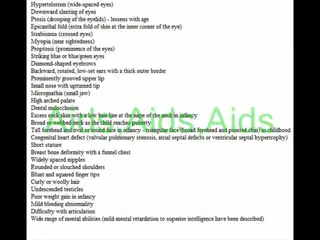 Hypertelorism (wide-spaced eyes)
Downward slanting of eyes
Ptosis (drooping of the eyelids) - lessens with age
Epicanthal fold (extra fold of skin at the inner corner of the eye)
Strabismus (crossed eyes)
Myopia (near sightedness)
Proptosis (prominence of the eyes)
Striking blue or blue/green eyes
Diamond-shaped eyebrows
Backward, rotated, low-set ears with a thick outer border
Prominently grooved upper lip
Small nose with upturned tip
Micrognathia (small jaw)
High arched palate
Dental malocclusion
Excess neck skin with a low hair line at the nape of the neck in infancy
Broad or webbed neck as the child reaches puberty
Tall forehead and oval or round face in infancy - triangular face (broad forehead and pointed chin) in childhood
Congenital heart defect (valvular pulmonary stenosis, atrial septal defects or ventricular septal hypertrophy)
Short stature
Breast bone deformity with a funnel chest
Widely spaced nipples
Rounded or slouched shoulders
Blunt and squared finger tips
Curly or woolly hair
Undescended testicles
Poor weight gain in infancy
Mild bleeding abnormality
Difficulty with articulation
Wide range of mental abilities (mild mental retardation to superior intelligence have been described)
Aids Aids